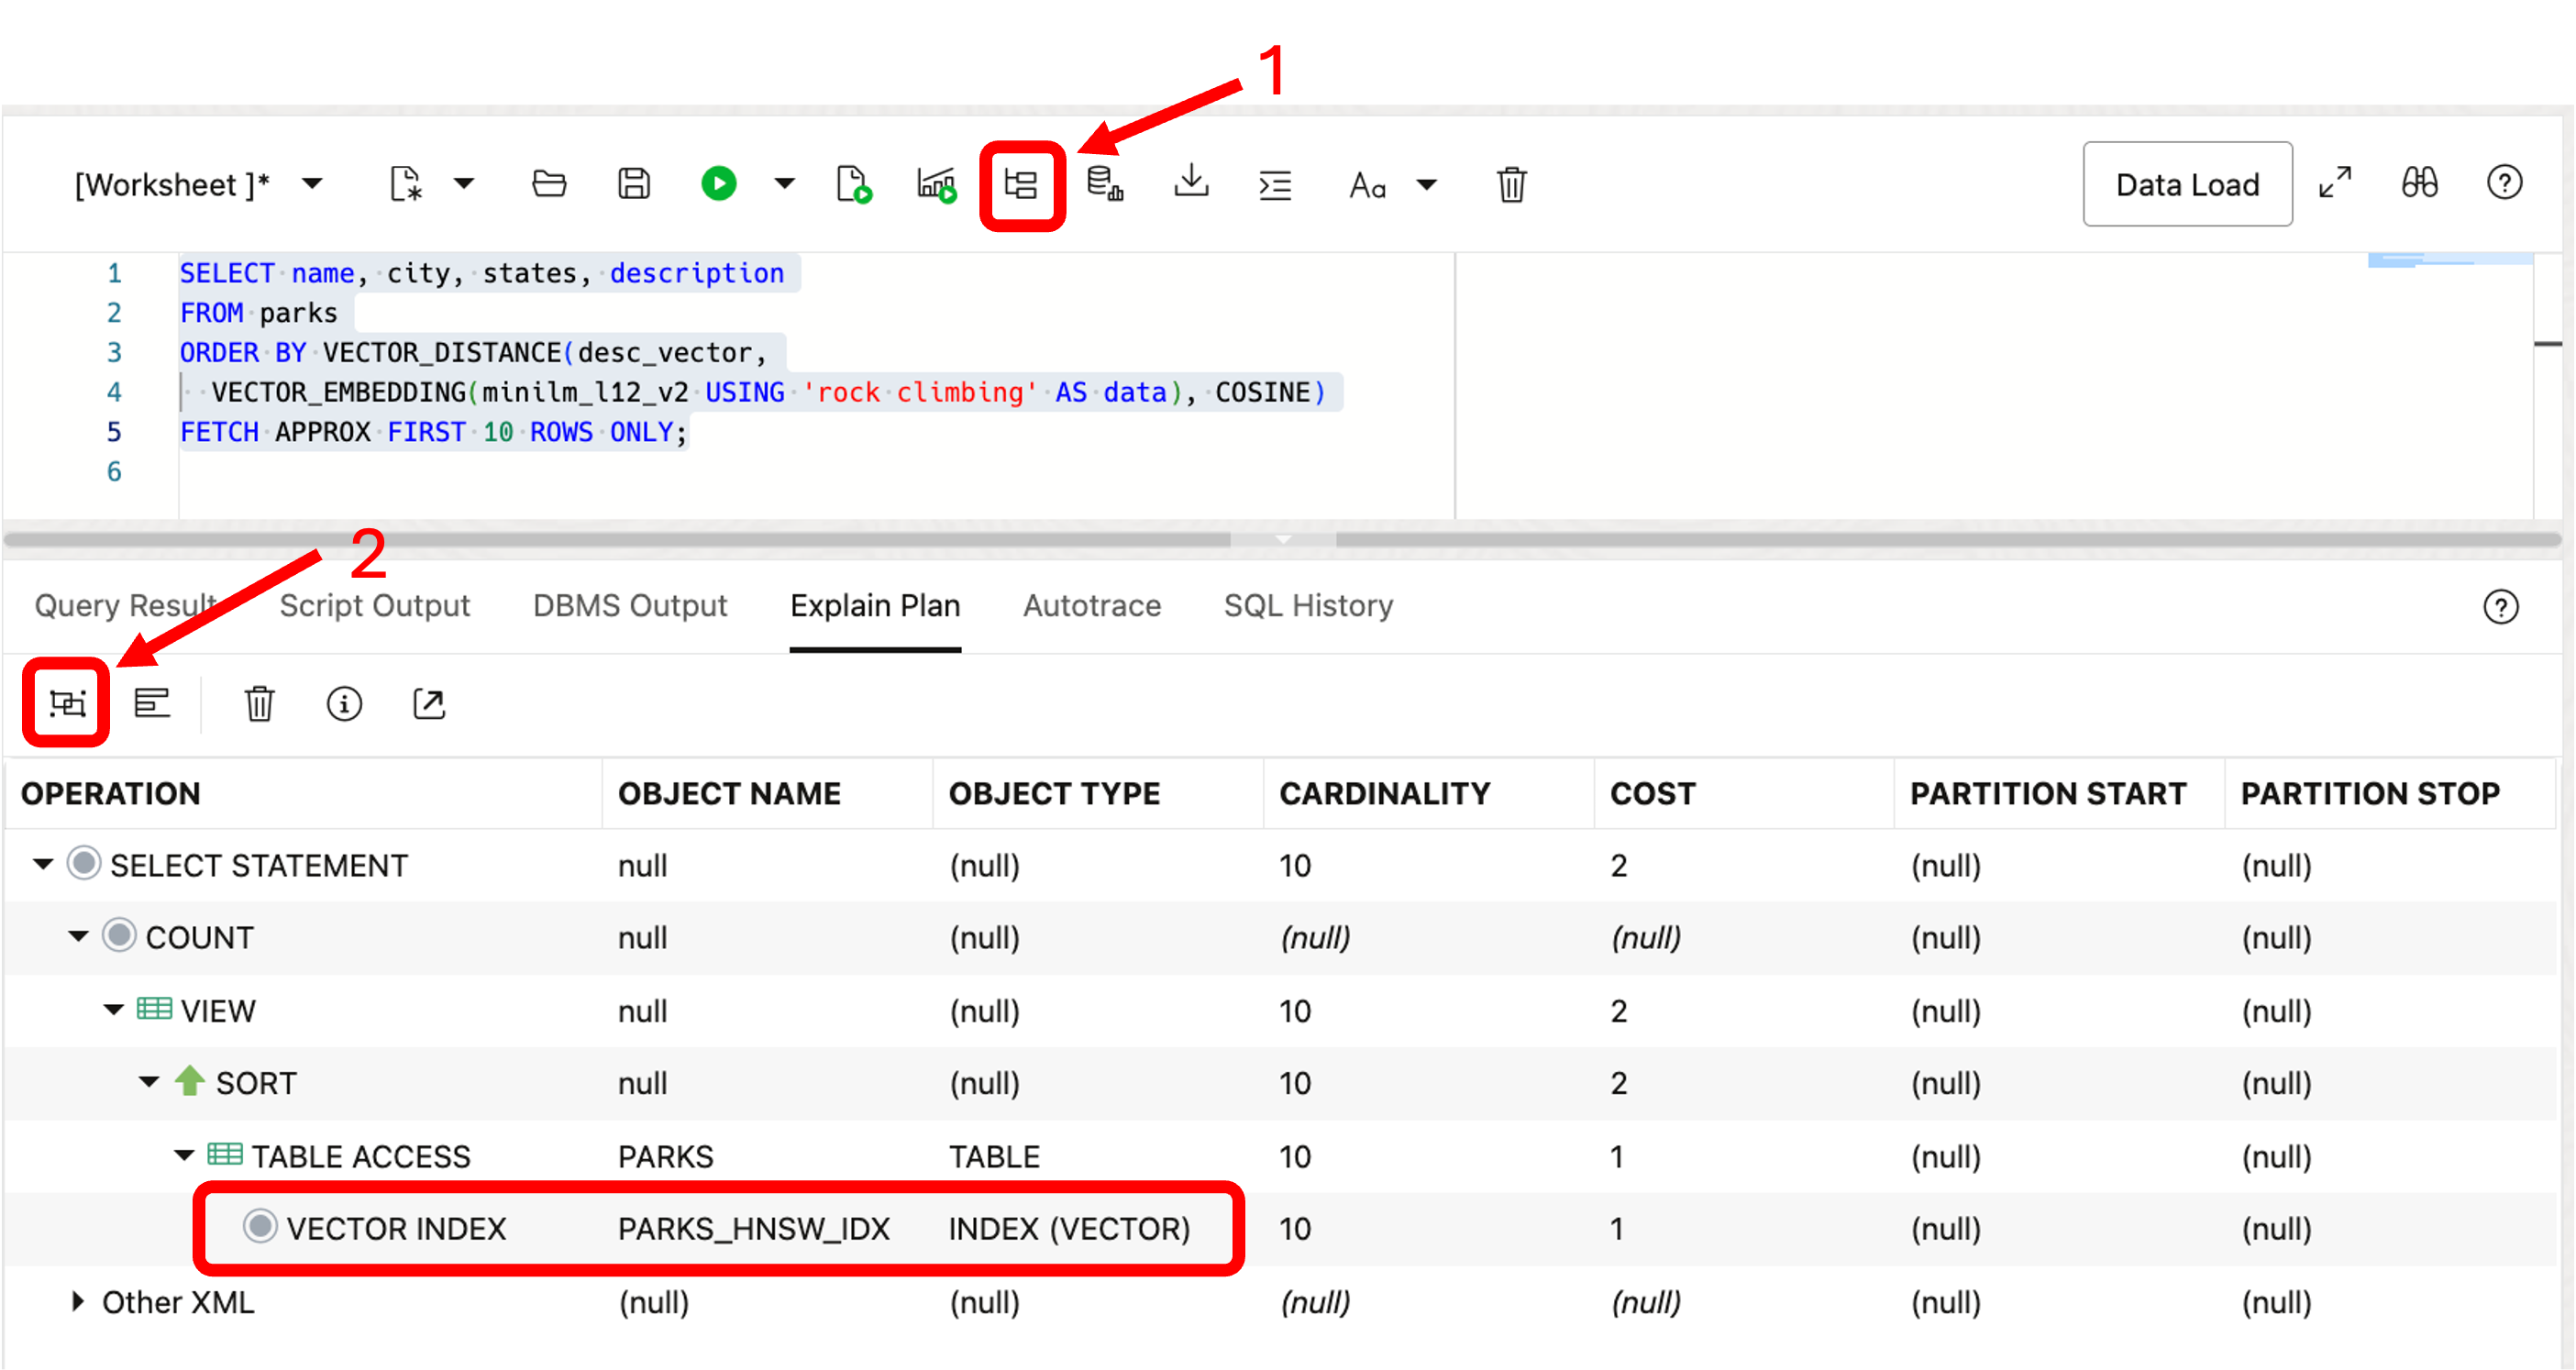 1
[Worksheet ]*
Aa
Data Load
1 SELECT name, city, states, description
2 FROM parks
3 ORDER BY VECTOR_DISTANCE(desc_vector,
4 VECTOR_EMBEDDING(minilm_l12_v2 USING 'rock climbing' AS data), COSINE)
5 FETCH APPROX FIRST 10 ROWS ONLY;
6
2
Query Result Script Output DBMS Output Explain Plan Autotrace SQL History
OPERATION OBJECT NAME OBJECT TYPE CARDINALITY COST PARTITION START PARTITION STOP
SELECT STATEMENT null (null) 10 2 (null) (null)
COUNT null (null) (null) (null) (null) (null)
VIEW null (null) 10 2 (null) (null)
SORT null (null) 10 2 (null) (null)
TABLE ACCESS PARKS TABLE 10 1 (null) (null)
VECTOR INDEX PARKS_HNSW_IDX INDEX (VECTOR) 10 1 (null) (null)
Other XML (null) (null) (null) (null) (null) (null)